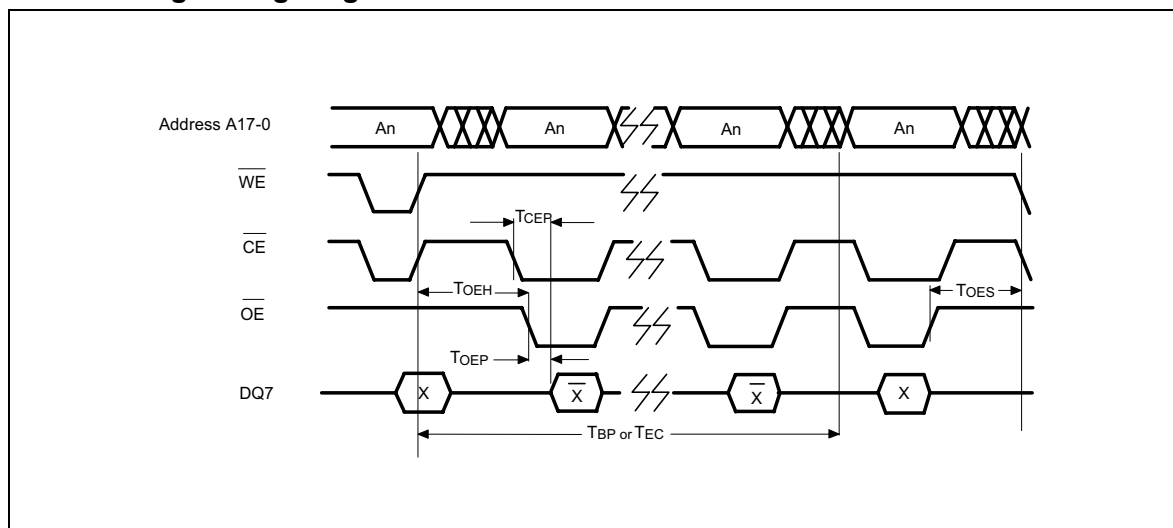 Address A17-0
An
An
An
An
WE
TCEP
CE
TOEH
TOES
OE
TOEP
DQ7
X
X
X
X
TBP or TEC